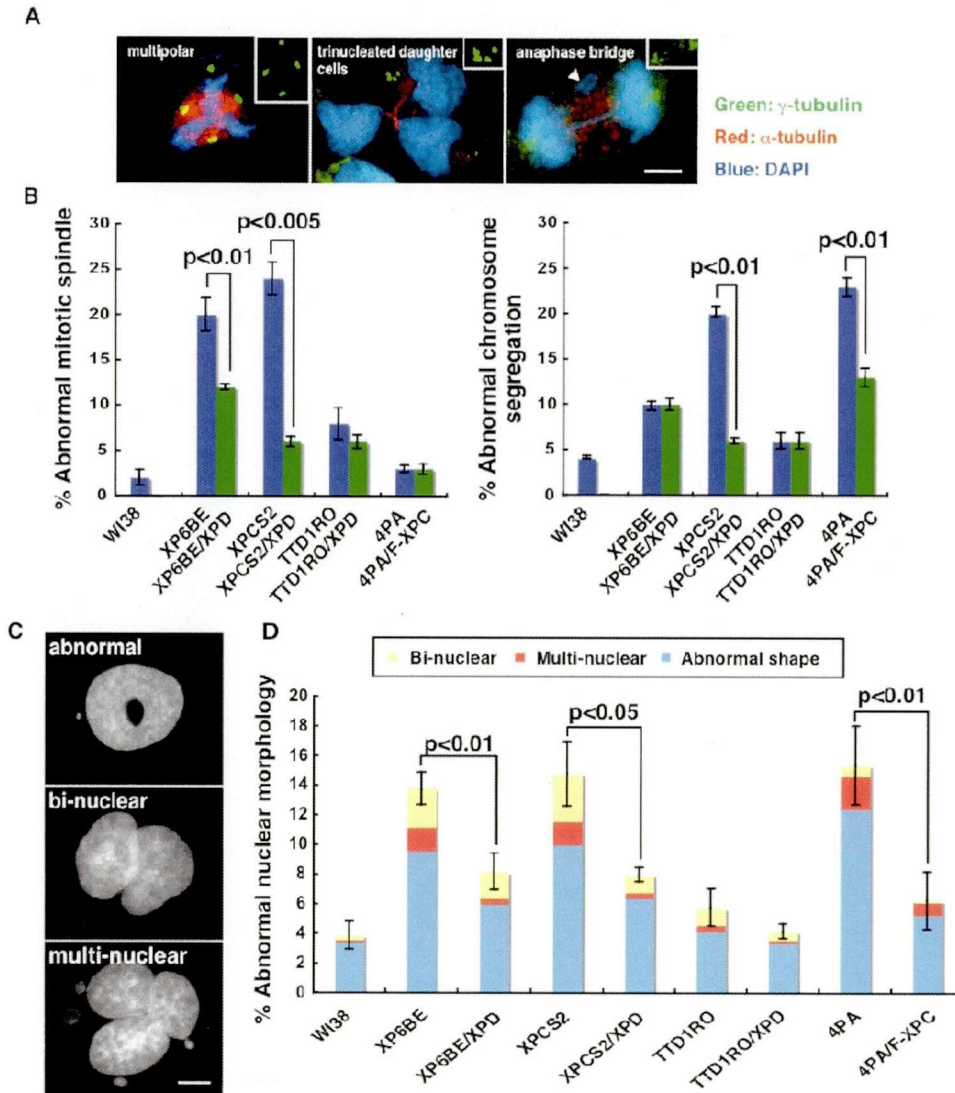 A
multipolar
trinucleated daughter
cells
anaphase bridge
Green: γ-tubulin
Red: α-tubulin
Blue: DAPI
B
% Abnormal mitotic spindle
30
25
20
15
10
5
0
p<0.01
p<0.005
WI38
XP6BE
XP6BE/XPD
XPCS2
XPCS2/XPD
TTD1RO
TTD1RO/XPD
4PA
4PA/F-XPC
% Abnormal chromosome
segregation
30
25
20
15
10
5
0
p<0.01
p<0.01
WI38
XP6BE
XP6BE/XPD
XPCS2
XPCS2/XPD
TTD1RO
TTD1RO/XPD
4PA
4PA/F-XPC
C
abnormal
bi-nuclear
multi-nuclear
D
Bi-nuclear Multi-nuclear Abnormal shape
% Abnormal nuclear morphology
20
18
16
14
12
10
8
6
4
2
0
p<0.01
p<0.05
p<0.01
WI38
XP6BE
XP6BE/XPD
XPCS2
XPCS2/XPD
TTD1RO
TTD1RO/XPD
4PA
4PA/F-XPC